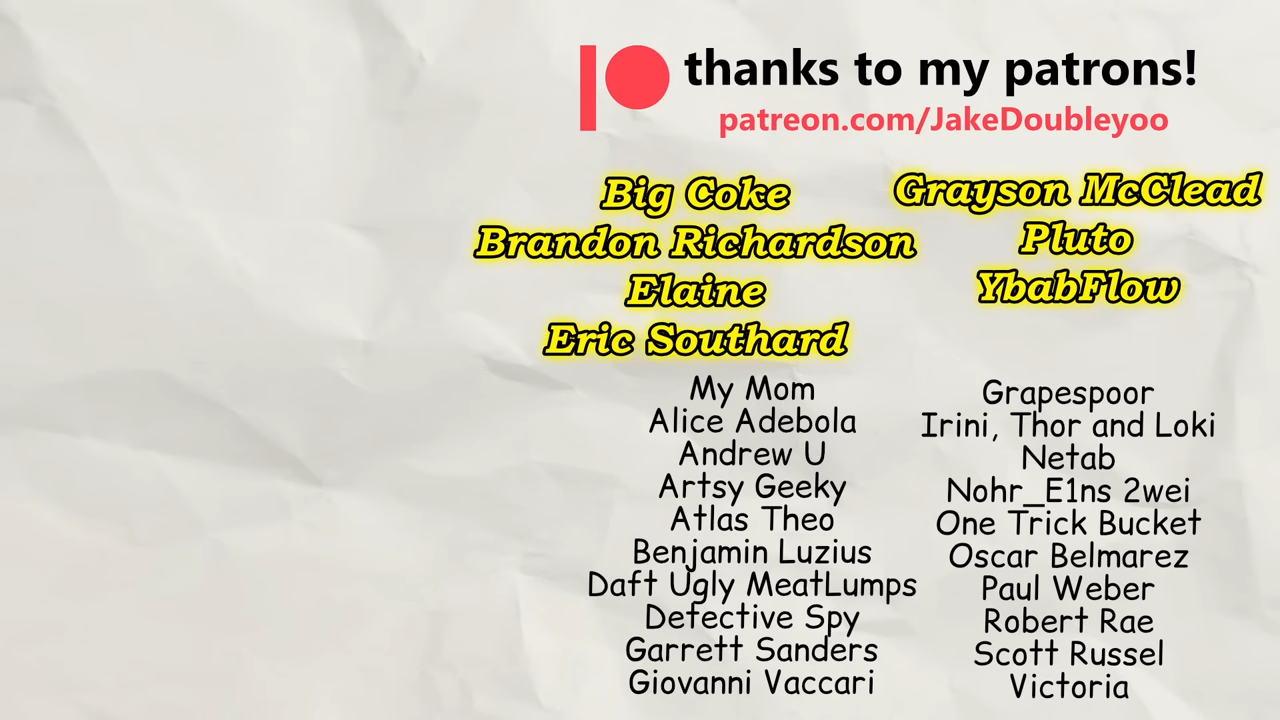 thanks to my patrons!
patreon.com/JakeDoubleyoo
Big Coke
Brandon Richardson
Elaine
Eric Southard
Grayson McClead
Pluto
YbabFlow
My Mom
Alice Adebola
Andrew U
Artsy Geeky
Atlas Theo
Benjamin Luzius
Daft Ugly MeatLumps
Defective Spy
Garrett Sanders
Giovanni Vaccari
Grapespoor
Irini, Thor and Loki
Netab
Nohr_E1ns 2wei
One Trick Bucket
Oscar Belmarez
Paul Weber
Robert Rae
Scott Russel
Victoria